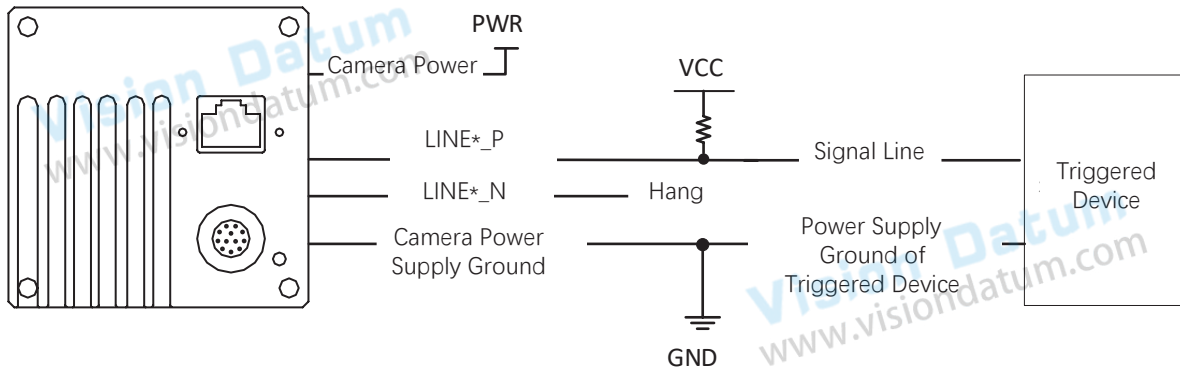 PWR
Camera Power
VCC
LINE*_P
Signal Line
LINE*_N
Hang
Triggered
Device
Camera Power
Supply Ground
Power Supply
Ground of
Triggered Device
GND
Vision Datum
www.visiondatum.com
Vision Datum
www.visiondatum.com